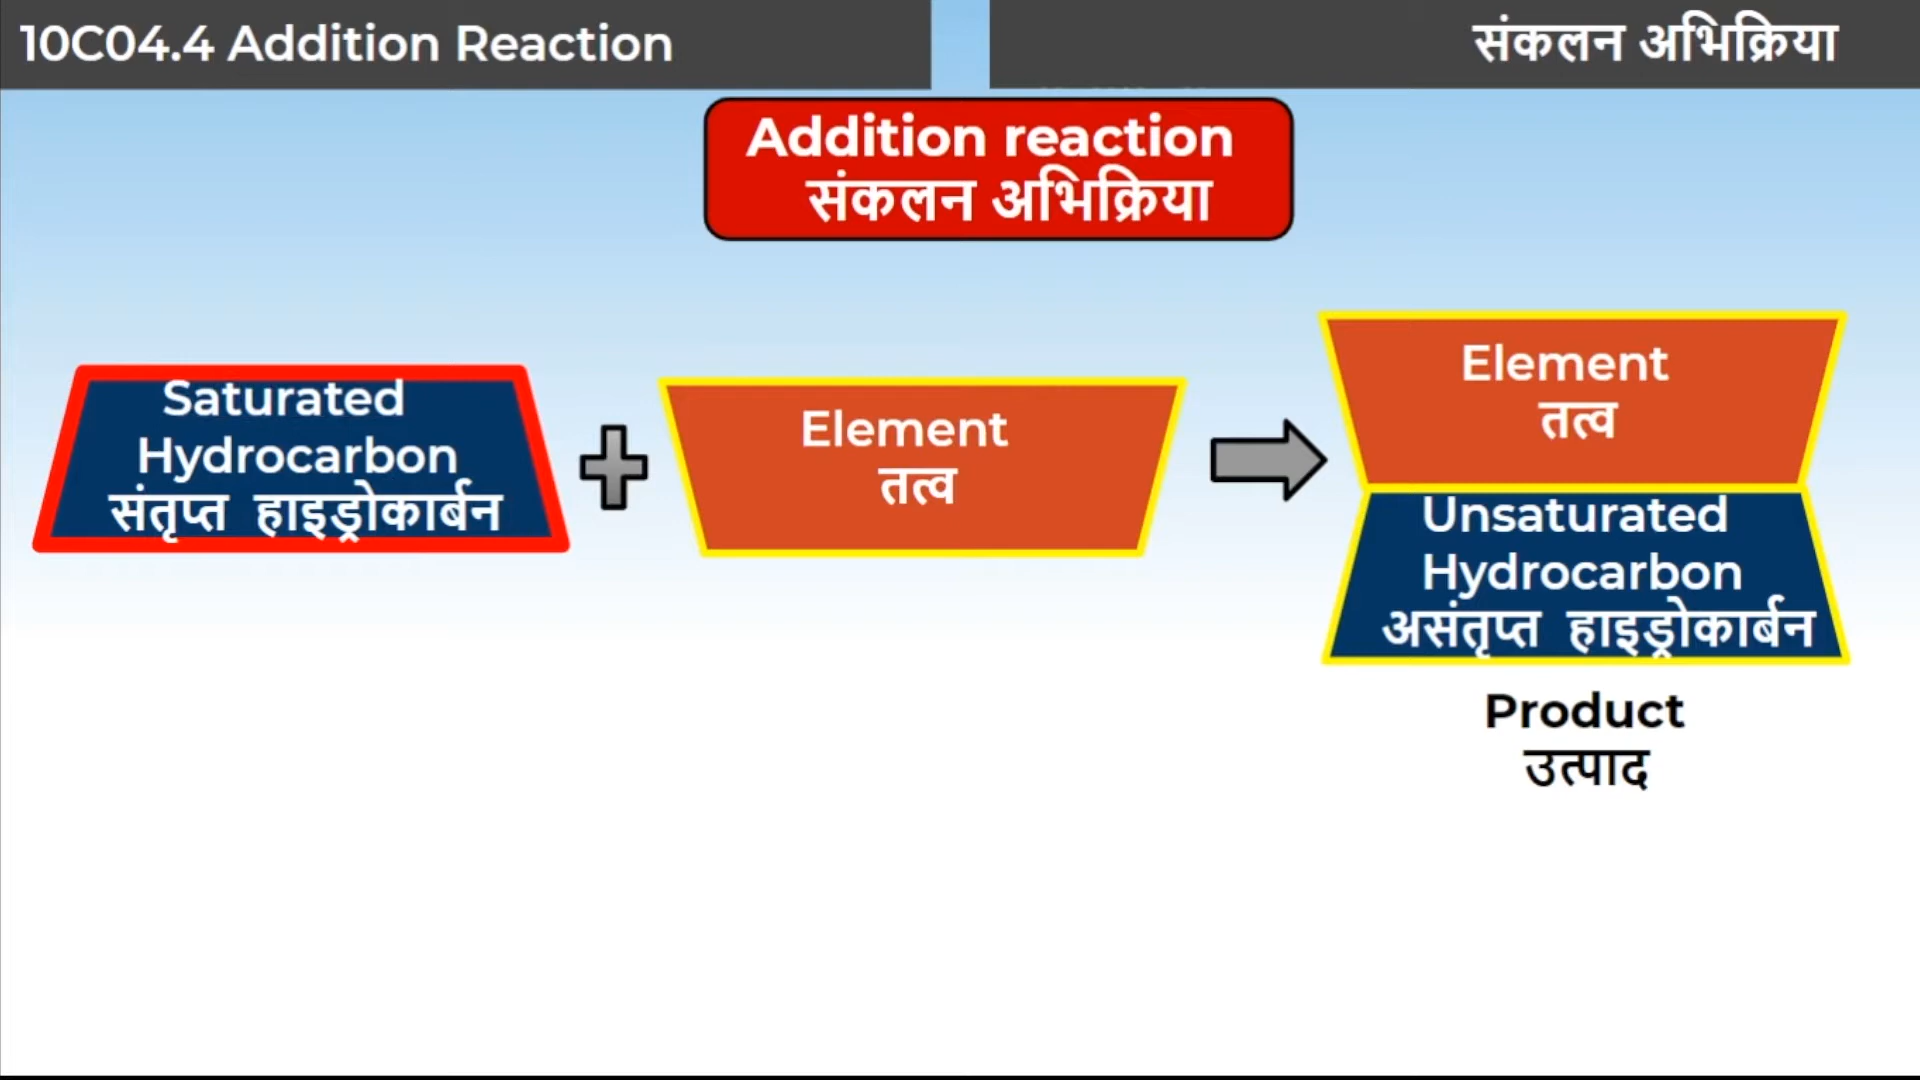 10C04.4 Addition Reaction
संकलन अभिक्रिया
Addition reaction
संकलन अभिक्रिया
Saturated
Hydrocarbon
संतृप्त हाइड्रोकार्बन
Element
तत्व
Element
तत्व
Unsaturated
Hydrocarbon
असंतृप्त हाइड्रोकार्बन
Product
उत्पाद